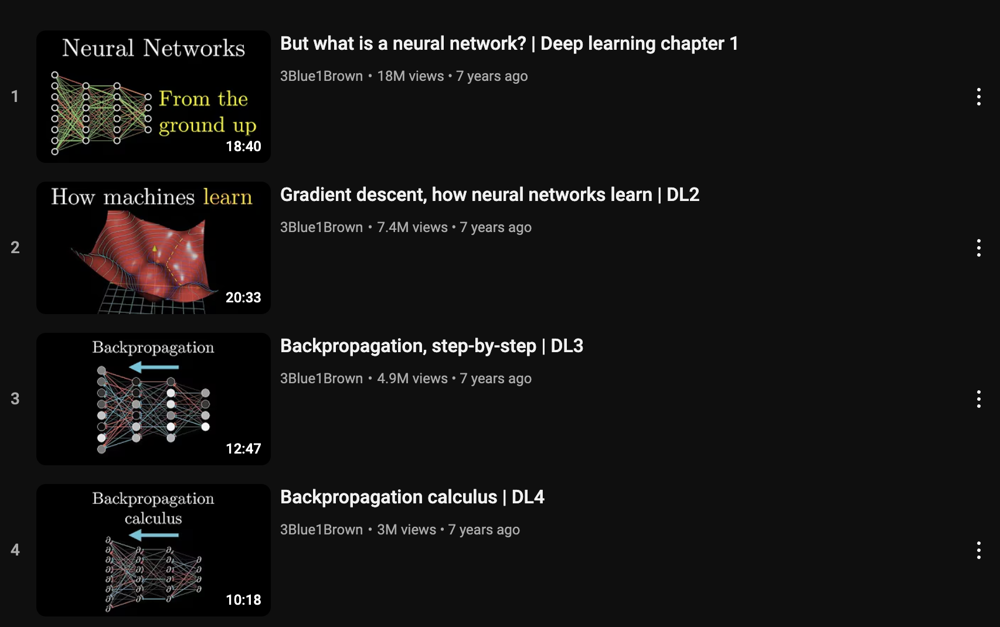 1
Neural Networks
From the
ground up
18:40
But what is a neural network? | Deep learning chapter 1
3Blue1Brown • 18M views • 7 years ago
2
How machines learn
20:33
Gradient descent, how neural networks learn | DL2
3Blue1Brown • 7.4M views • 7 years ago
3
Backpropagation
12:47
Backpropagation, step-by-step | DL3
3Blue1Brown • 4.9M views • 7 years ago
4
Backpropagation
calculus
10:18
Backpropagation calculus | DL4
3Blue1Brown • 3M views • 7 years ago